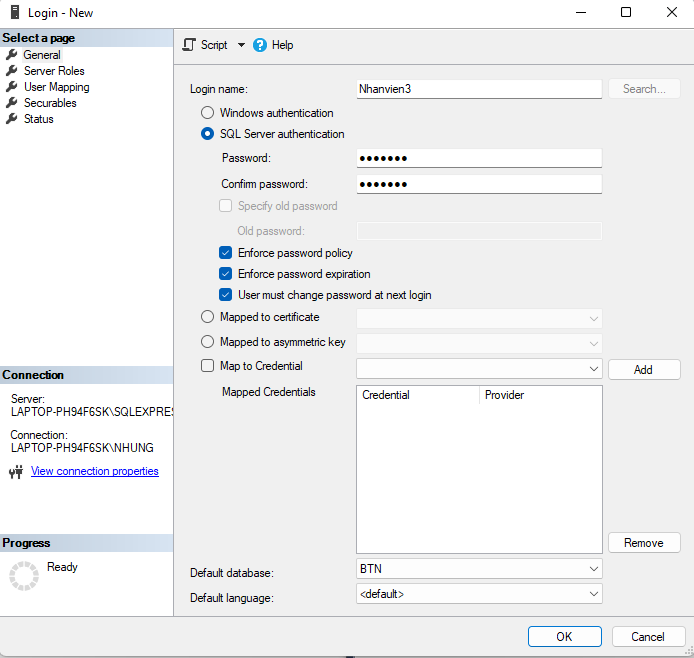 Login - New
Select a page
General
Server Roles
User Mapping
Securables
Status
Connection
Server:
LAPTOP-PH94F6SK\SQLEXPRES
Connection:
LAPTOP-PH94F6SK\NHUNG
View connection properties
Progress
Ready
Script
Help
Login name:
Nhanvien3
Search...
Windows authentication
SQL Server authentication
Password:
●●●●●●●
Confirm password:
●●●●●●●
Specify old password
Old password:
Enforce password policy
Enforce password expiration
User must change password at next login
Mapped to certificate
Mapped to asymmetric key
Map to Credential
Add
Mapped Credentials
Credential Provider
Remove
Default database:
BTN
Default language:
<default>
OK
Cancel